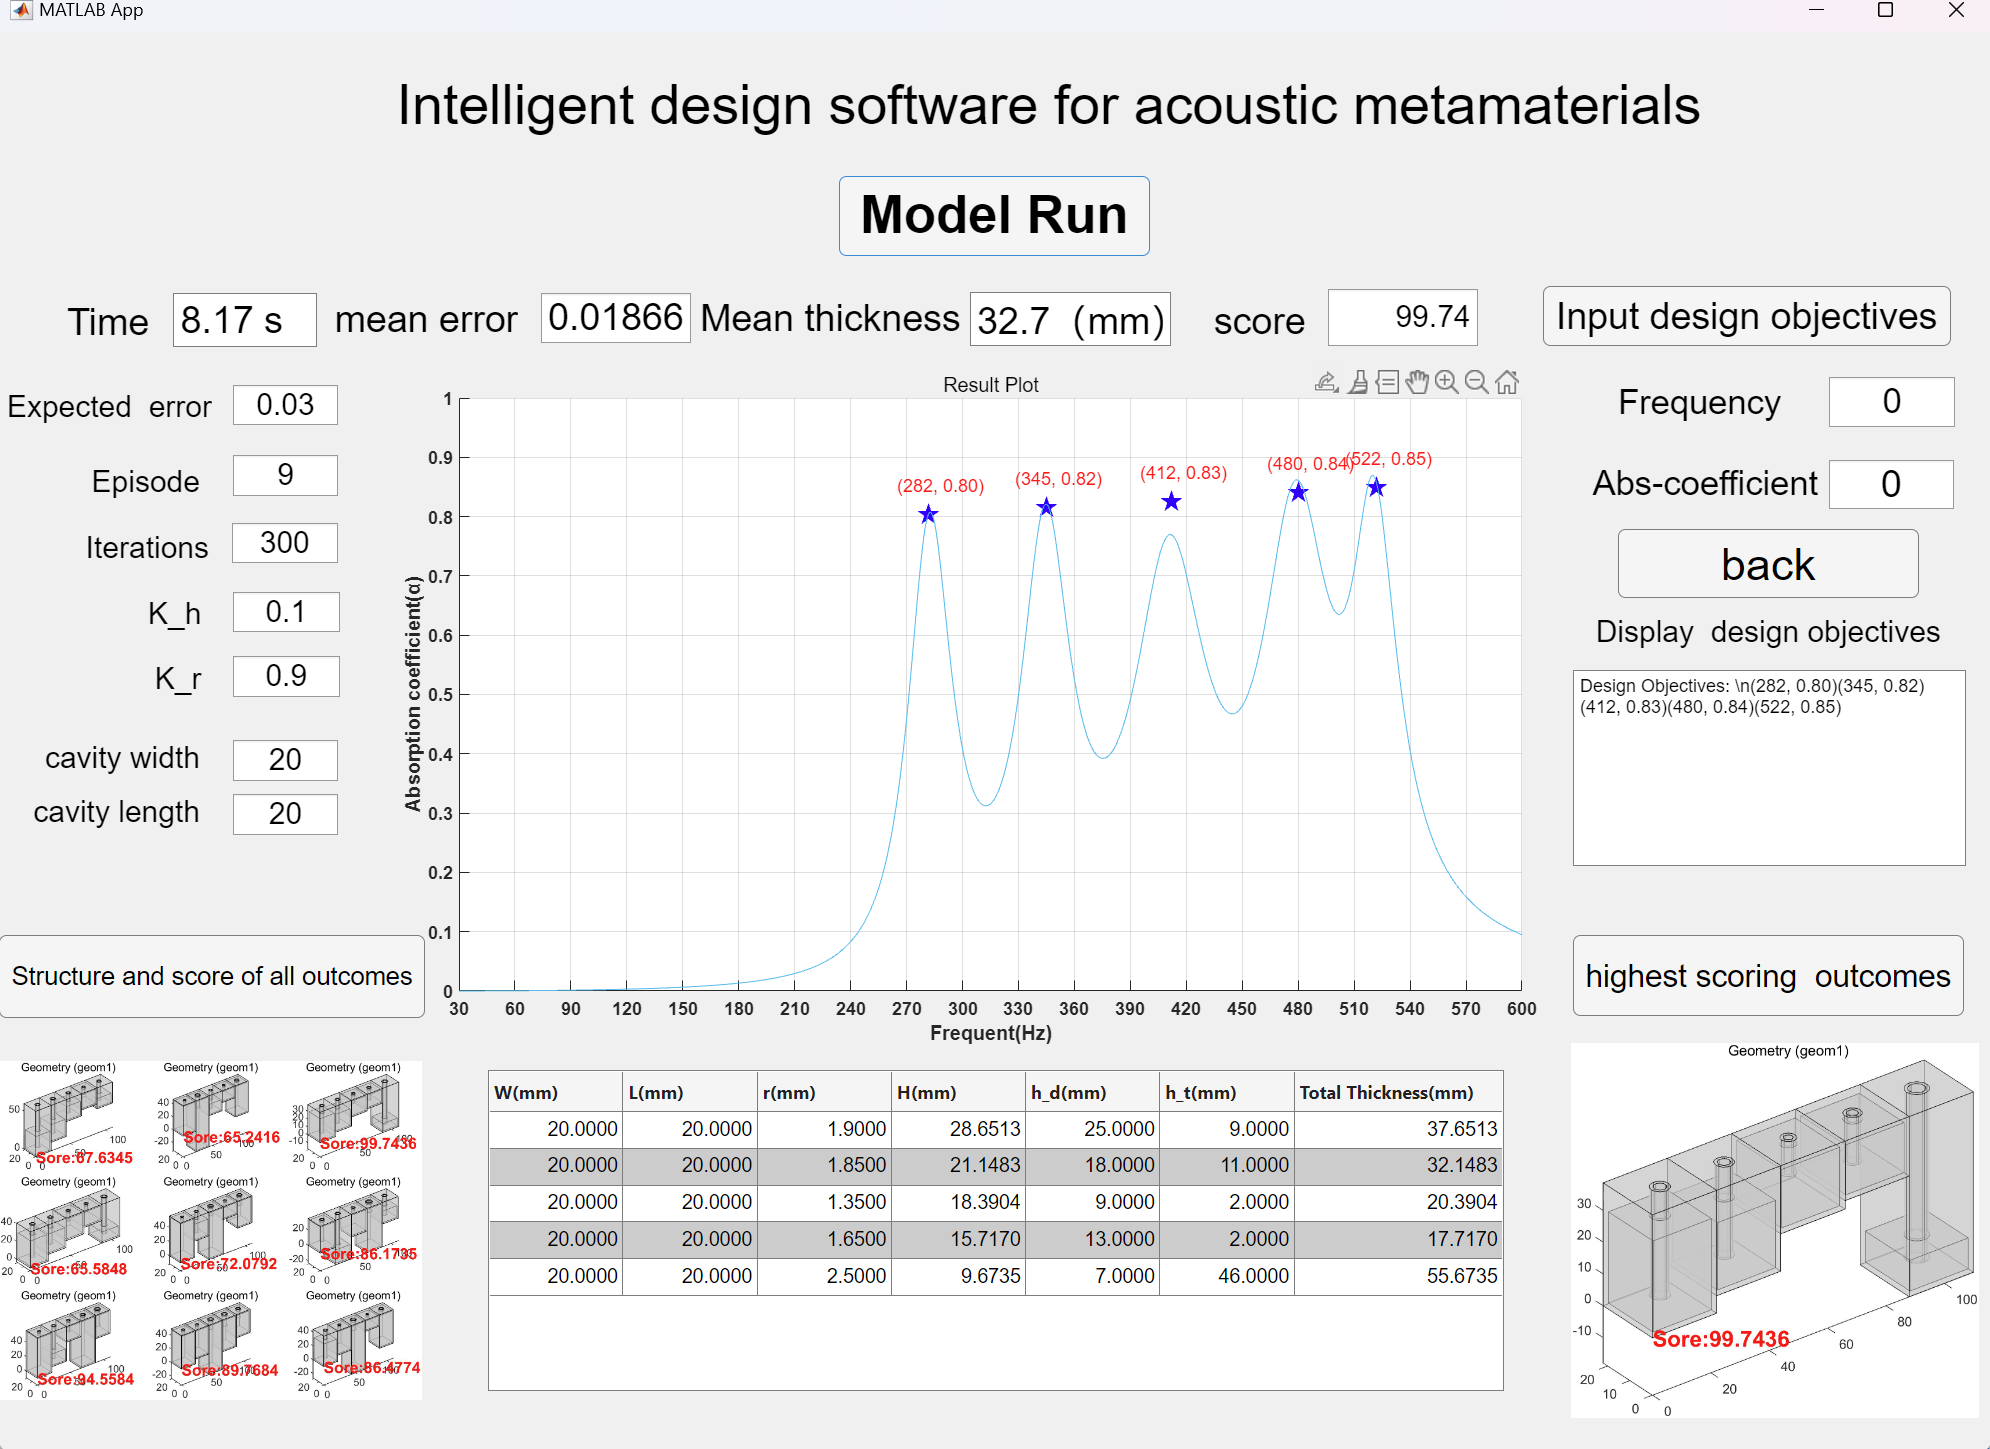 MATLAB App
Intelligent design software for acoustic metamaterials
Model Run
Time 8.17 s mean error 0.01866 Mean thickness 32.7 (mm) score 99.74 Input design objectives
Expected error 0.03
Episode 9
Iterations 300
K_h 0.1
K_r 0.9
cavity width 20
cavity length 20
Structure and score of all outcomes
Result Plot
1
0.9
0.8
0.7
0.6
0.5
0.4
0.3
0.2
0.1
0
Absorption coefficient(α)
(282, 0.80) (345, 0.82) (412, 0.83) (480, 0.84) (522, 0.85)
30 60 90 120 150 180 210 240 270 300 330 360 390 420 450 480 510 540 570 600
Frequent(Hz)
Frequency 0
Abs-coefficient 0
back
Display design objectives
Design Objectives: \n(282, 0.80)(345, 0.82)
(412, 0.83)(480, 0.84)(522, 0.85)
highest scoring outcomes
Geometry (geom1) Geometry (geom1) Geometry (geom1)
Sore:67.6345 Sore:65.2416 Sore:99.7436
Geometry (geom1) Geometry (geom1) Geometry (geom1)
Sore:65.5848 Sore:72.0792 Sore:86.1735
Geometry (geom1) Geometry (geom1) Geometry (geom1)
Sore:94.5584 Sore:86.4774
W(mm) L(mm) r(mm) H(mm) h_d(mm) h_t(mm) Total Thickness(mm)
20.0000 20.0000 1.9000 28.6513 25.0000 9.0000 37.6513
20.0000 20.0000 1.8500 21.1483 18.0000 11.0000 32.1483
20.0000 20.0000 1.3500 18.3904 9.0000 2.0000 20.3904
20.0000 20.0000 1.6500 15.7170 13.0000 2.0000 17.7170
20.0000 20.0000 2.5000 9.6735 7.0000 46.0000 55.6735
Geometry (geom1)
30
20
10
0
-10
20
10
0
0
20
40
60
80
100
Sore:99.7436